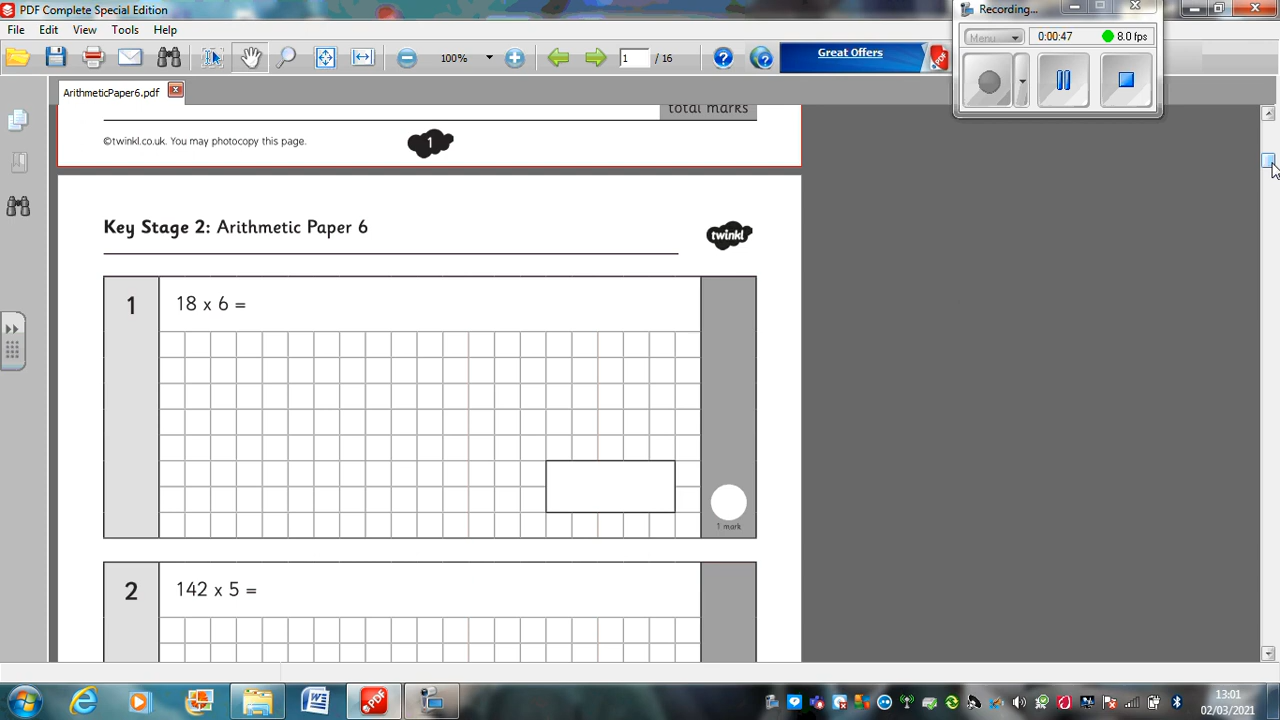 PDF Complete Special Edition
Recording...
File Edit View Tools Help
Menu 0:00:47 8.0 fps
100% 1 / 16 Great Offers
ArithmeticPaper6.pdf
total marks
©twinkl.co.uk. You may photocopy this page.
1
Key Stage 2: Arithmetic Paper 6
twinkl
1 18 x 6 =
1 mark
2 142 x 5 =
13:01
02/03/2021